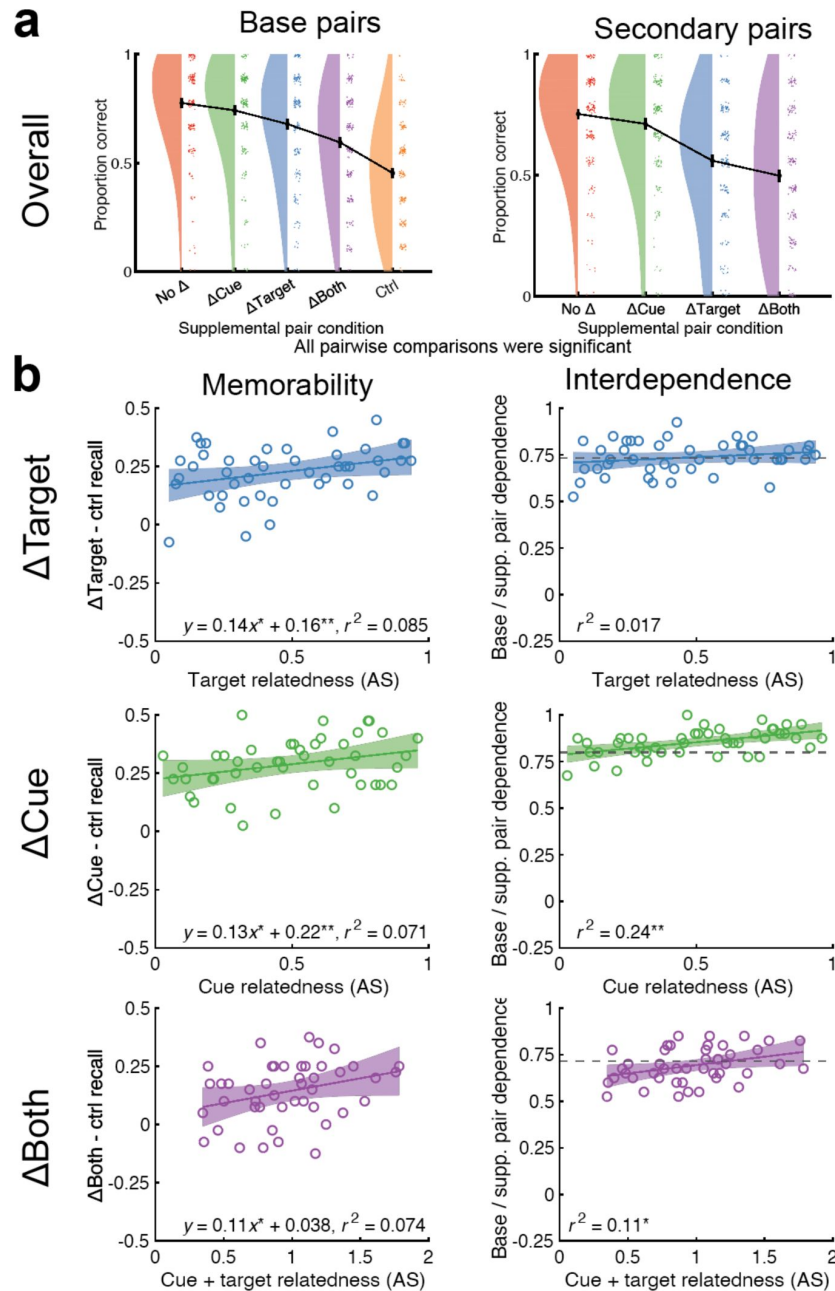 a
Base pairs
Secondary pairs
Overall
Proportion correct
1
0.5
0
No Δ
ΔCue
ΔTarget
ΔBoth
Ctrl
Supplemental pair condition
Proportion correct
1
0.5
0
No Δ
ΔCue
ΔTarget
ΔBoth
Supplemental pair condition
All pairwise comparisons were significant
b
Memorability
Interdependence
ΔTarget
ΔTarget - ctrl recall
0.5
0.25
0
-0.25
-0.5
y = 0.14x* + 0.16**, r² = 0.085
0
0.5
1
Target relatedness (AS)
Base / supp. pair dependence
1
0.75
0.5
0
-0.25
r² = 0.017
0
0.5
1
Target relatedness (AS)
ΔCue
ΔCue - ctrl recall
0.5
0.25
0
-0.25
-0.5
y = 0.13x* + 0.22**, r² = 0.071
0
0.5
1
Cue relatedness (AS)
Base / supp. pair dependence
1
0.75
0.5
0
-0.25
r² = 0.24**
0
0.5
1
Cue relatedness (AS)
ΔBoth
ΔBoth - ctrl recall
0.5
0.25
0
-0.25
-0.5
y = 0.11x* + 0.038, r² = 0.074
0
0.5
1
1.5
2
Cue + target relatedness (AS)
Base / supp. pair dependence
1
0.75
0.5
0
0.25
r² = 0.11*
0
0.5
1
1.5
2
Cue + target relatedness (AS)